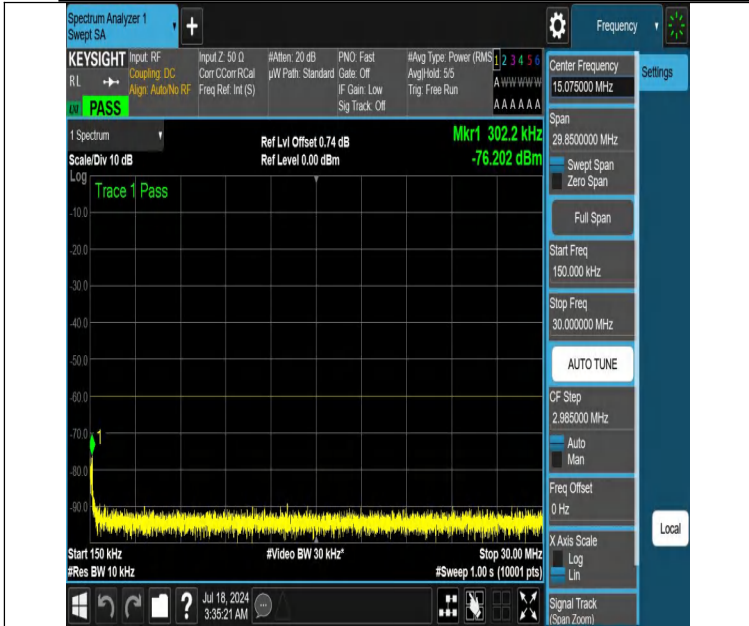 Spectrum Analyzer 1
Swept SA
Frequency
KEYSIGHT
RL
PASS
Input: RF
Coupling: DC
Align: Auto/No RF
Input Z: 50 Ω
Corr CCorr RCal
Freq Ref: Int (S)
#Atten: 20 dB
µW Path: Standard
PNO: Fast
Gate: Off
IF Gain: Low
Sig Track: Off
#Avg Type: Power (RMS
Avg|Hold: 5/5
Trig: Free Run
1 2 3 4 5 6
A W W W W W
A A A A A A
1 Spectrum
Scale/Div 10 dB
Ref Lvl Offset 0.74 dB
Ref Level 0.00 dBm
Mkr1 302.2 kHz
-76.202 dBm
Log
Trace 1 Pass
-10.0
-20.0
-30.0
-40.0
-50.0
-60.0
-70.0
1
-80.0
-90.0
Start 150 kHz
#Res BW 10 kHz
#Video BW 30 kHz*
Stop 30.00 MHz
#Sweep 1.00 s (10001 pts)
?
Jul 18, 2024
3:35:21 AM
Center Frequency
15.075000 MHz
Settings
Span
29.8500000 MHz
Swept Span
Zero Span
Full Span
Start Freq
150.000 kHz
Stop Freq
30.000000 MHz
AUTO TUNE
CF Step
2.985000 MHz
Auto
Man
Freq Offset
0 Hz
X Axis Scale
Log
Lin
Local
Signal Track
(Span Zoom)